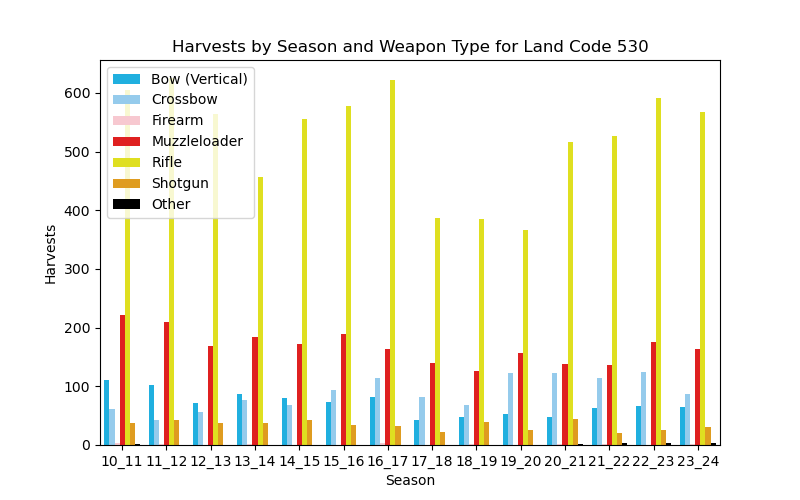 Harvests by Season and Weapon Type for Land Code 530
Bow (Vertical)
Crossbow
Firearm
Muzzleloader
Rifle
Shotgun
Other
600
500
400
300
200
100
0
Harvests
10_11 11_12 12_13 13_14 14_15 15_16 16_17 17_18 18_19 19_20 20_21 21_22 22_23 23_24
Season